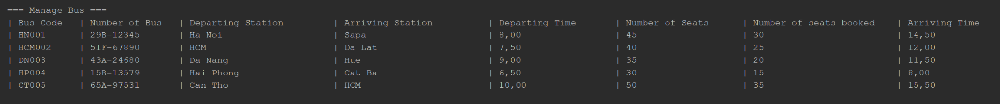 === Manage Bus ===
| Bus Code | Number of Bus | Departing Station | Arriving Station | Departing Time | Number of Seats | Number of seats booked | Arriving Time
| HN001 | 29B-12345 | Ha Noi | Sapa | 8,00 | 45 | 30 | 14,50
| HCM002 | 51F-67890 | HCM | Da Lat | 7,50 | 40 | 25 | 12,00
| DN003 | 43A-24680 | Da Nang | Hue | 9,00 | 35 | 20 | 11,50
| HP004 | 15B-13579 | Hai Phong | Cat Ba | 6,50 | 30 | 15 | 8,00
| CT005 | 65A-97531 | Can Tho | HCM | 10,00 | 50 | 35 | 15,50